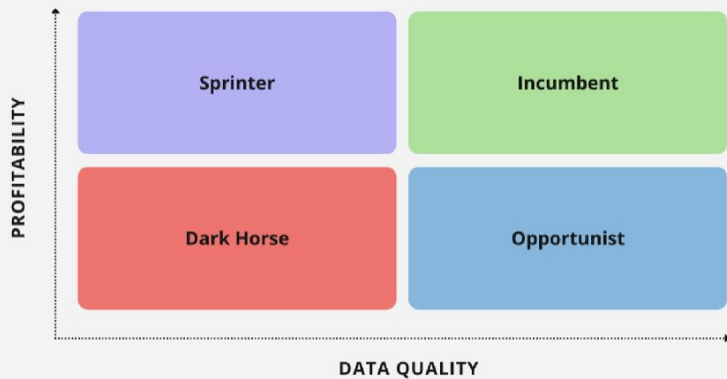 Sprinter
Incumbent
PROFITABILITY
Dark Horse
Opportunist
DATA QUALITY